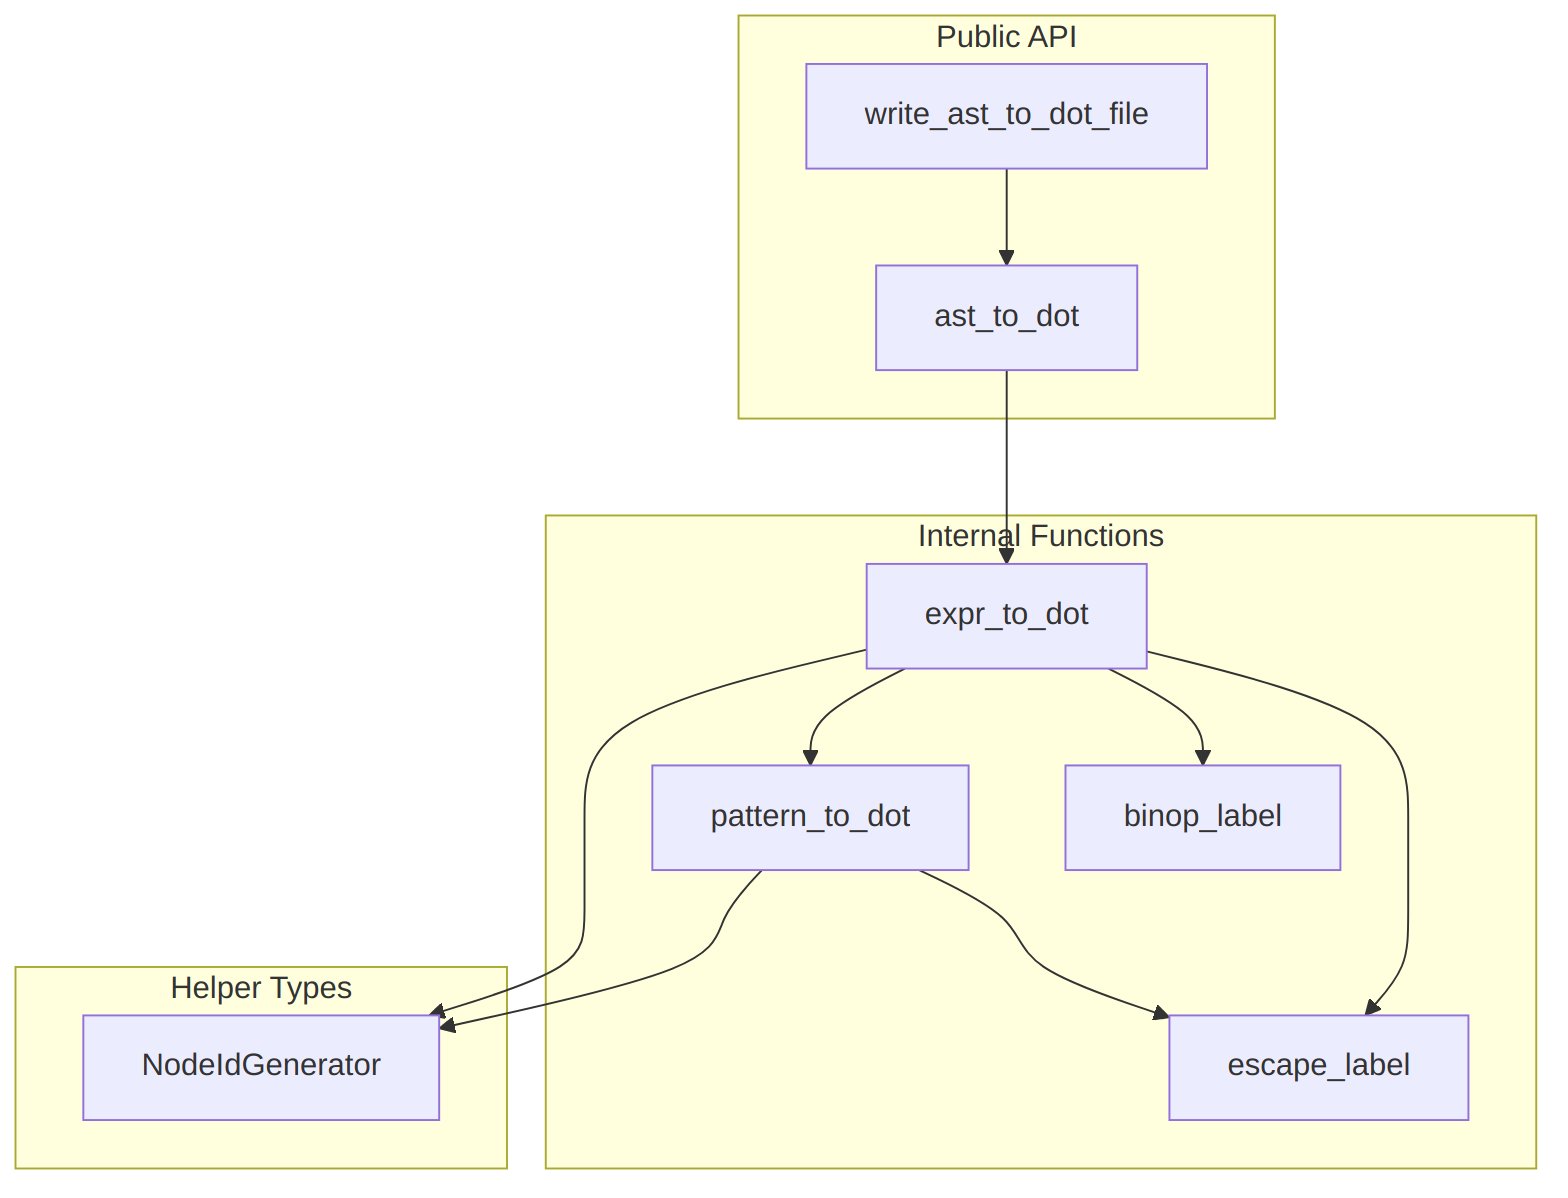 Public API
write_ast_to_dot_file
ast_to_dot
Internal Functions
expr_to_dot
pattern_to_dot
binop_label
Helper Types
NodeIdGenerator
escape_label